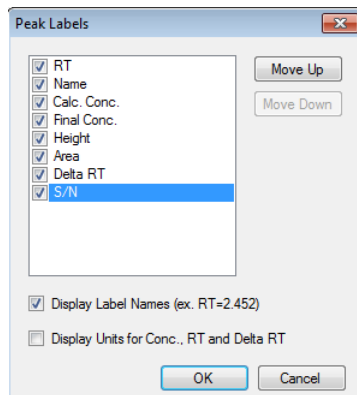 Peak Labels
RT
Name
Calc. Conc.
Final Conc.
Height
Area
Delta RT
S/N
Move Up
Move Down
Display Label Names (ex. RT=2.452)
Display Units for Conc., RT and Delta RT
OK
Cancel